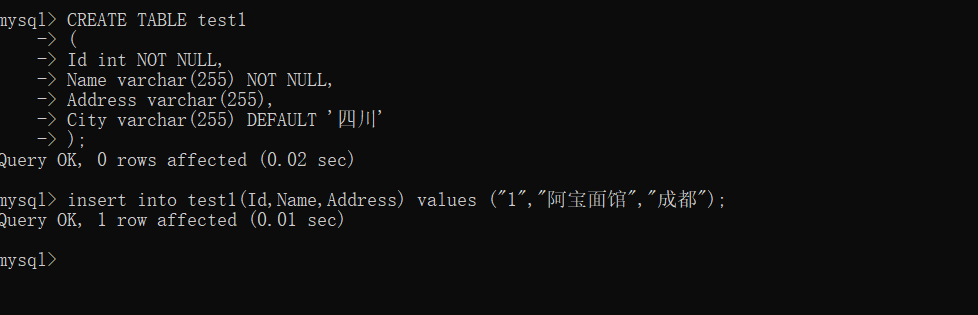 mysql> CREATE TABLE test1
    -> (
    -> Id int NOT NULL,
    -> Name varchar(255) NOT NULL,
    -> Address varchar(255),
    -> City varchar(255) DEFAULT '四川'
    -> );
Query OK, 0 rows affected (0.02 sec)
mysql> insert into test1(Id,Name,Address) values ("1","阿宝面馆","成都");
Query OK, 1 row affected (0.01 sec)
mysql>